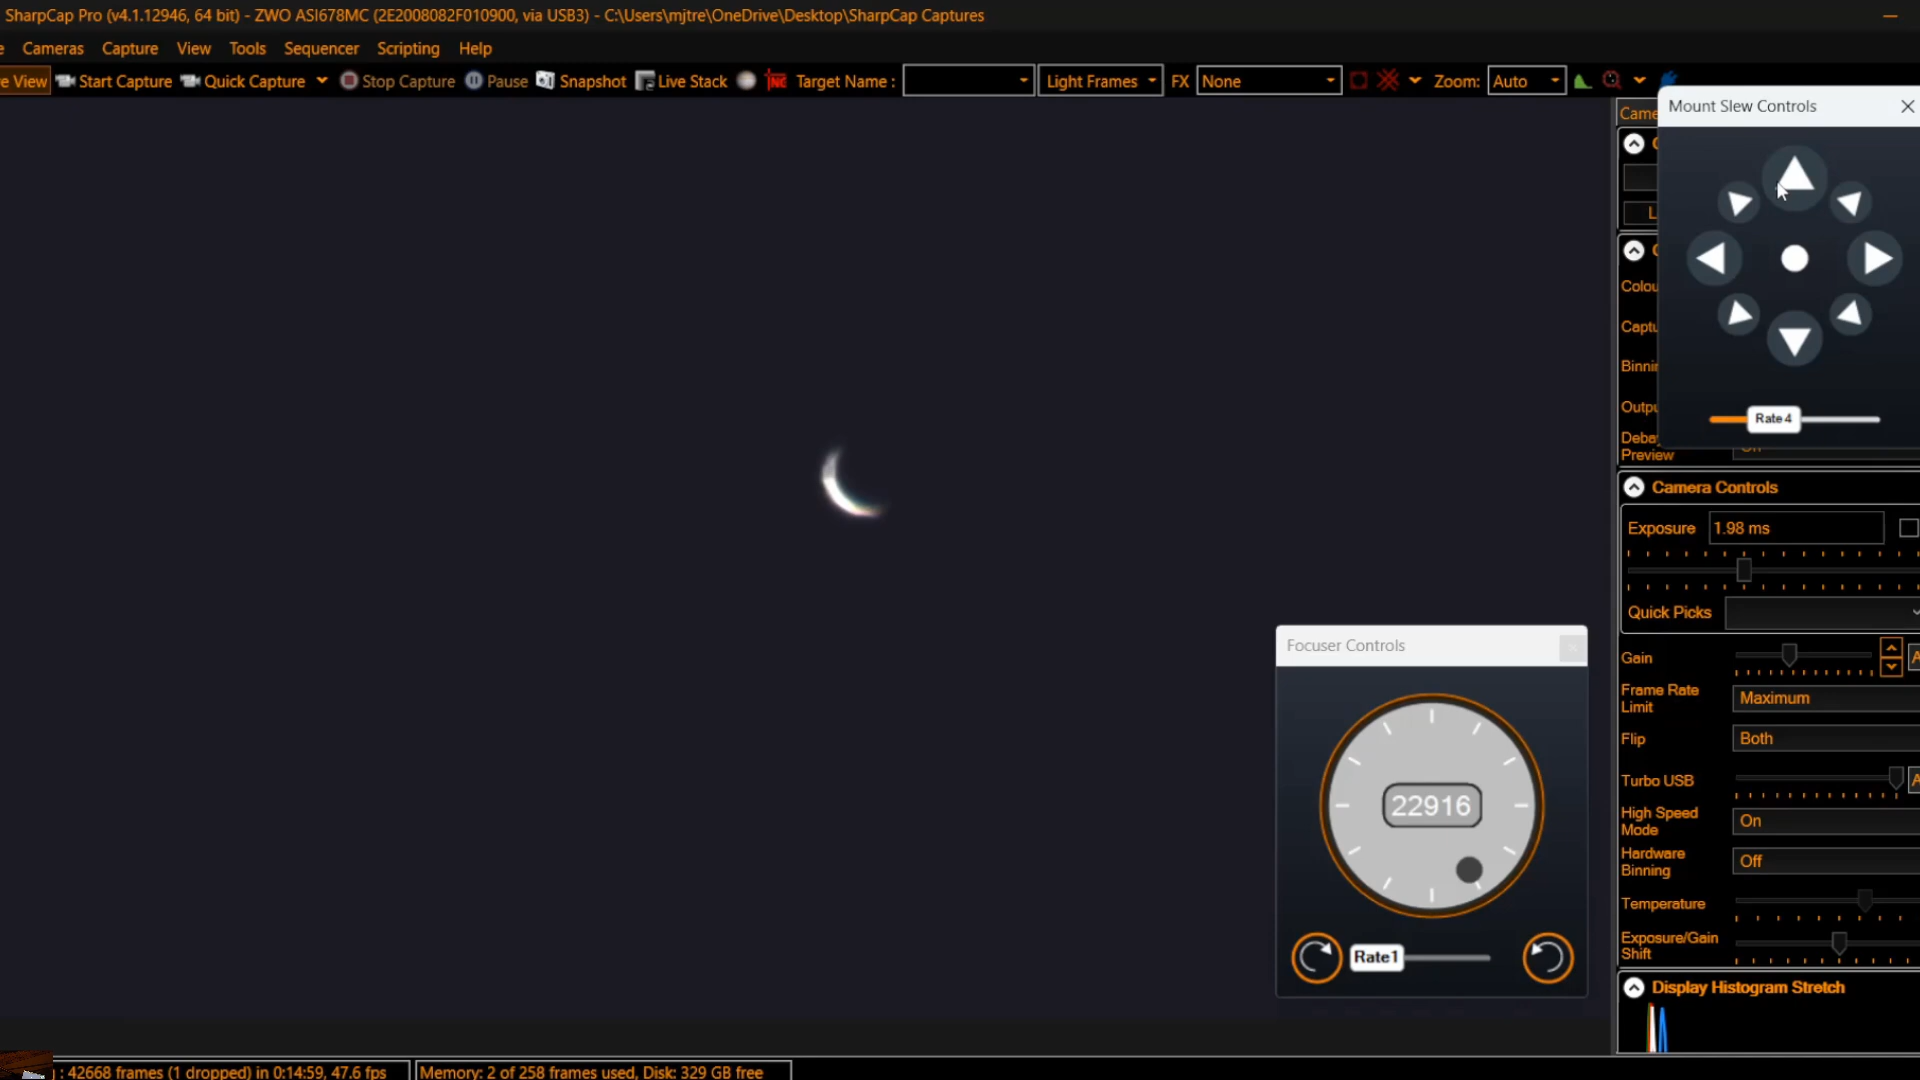 SharpCap Pro (v4.1.12946, 64 bit) - ZWO ASI678MC (2E2008082F010900, via USB3) - C:\Users\mjtre\OneDrive\Desktop\SharpCap Captures
Cameras Capture View Tools Sequencer Scripting Help
View Start Capture Quick Capture Stop Capture Pause Snapshot Live Stack Target Name : Light Frames FX None Zoom: Auto
Mount Slew Controls
Rate 4
Camera Controls
Exposure 1.98 ms
Quick Picks
Gain
Frame Rate
Limit
Maximum
Flip Both
Turbo USB
High Speed
Mode
On
Hardware
Binning
Off
Temperature
Exposure/Gain
Shift
Display Histogram Stretch
Preview
Focuser Controls
22916
Rate1
: 42668 frames (1 dropped) in 0:14:59, 47.6 fps Memory: 2 of 258 frames used, Disk: 329 GB free